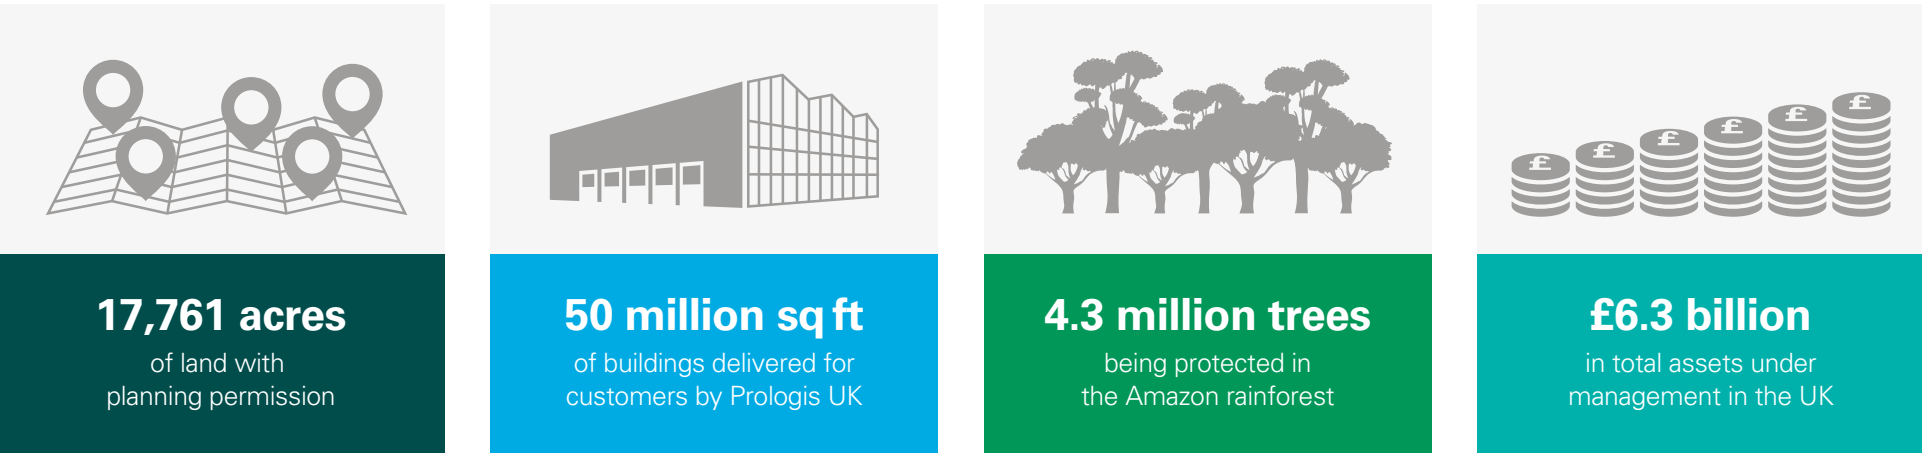 £
£
£
£
£
£
17,761 acres
of land with
planning permission
50 million sq ft
of buildings delivered for
customers by Prologis UK
4.3 million trees
being protected in
the Amazon rainforest
£6.3 billion
in total assets under
management in the UK